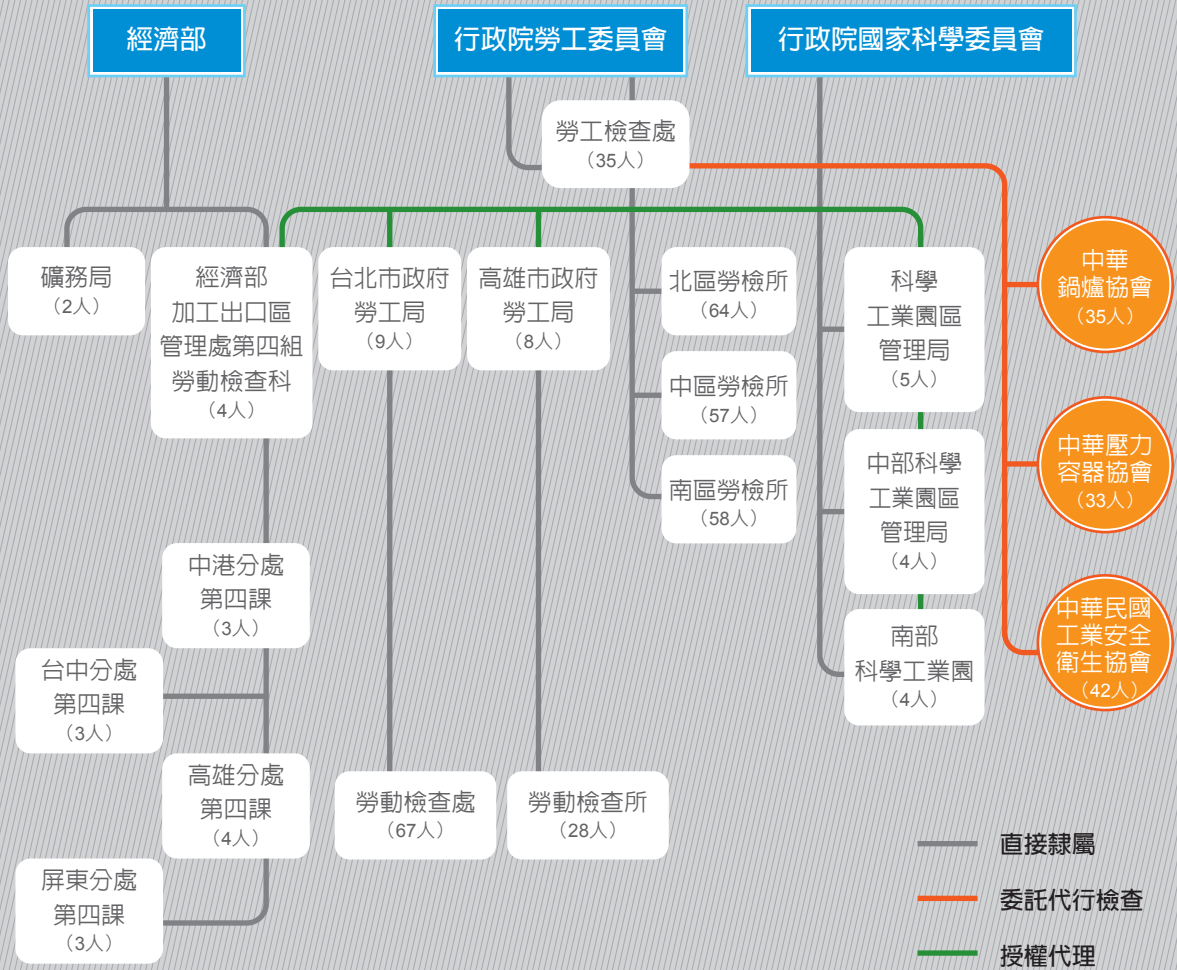 經濟部
行政院勞工委員會
行政院國家科學委員會
勞工檢查處
（35人）
礦務局
（2人）
經濟部
加工出口區
管理處第四組
勞動檢查科
（4人）
台北市政府
勞工局
（9人）
高雄市政府
勞工局
（8人）
北區勞檢所
（64人）
中區勞檢所
（57人）
南區勞檢所
（58人）
科學
工業園區
管理局
（5人）
中部科學
工業園區
管理局
（4人）
南部
科學工業園
（4人）
中華
鍋爐協會
（35人）
中華壓力
容器協會
（33人）
中華民國
工業安全
衛生協會
（42人）
中港分處
第四課
（3人）
台中分處
第四課
（3人）
高雄分處
第四課
（4人）
屏東分處
第四課
（3人）
勞動檢查處
（67人）
勞動檢查所
（28人）
直接隸屬
委託代行檢查
授權代理